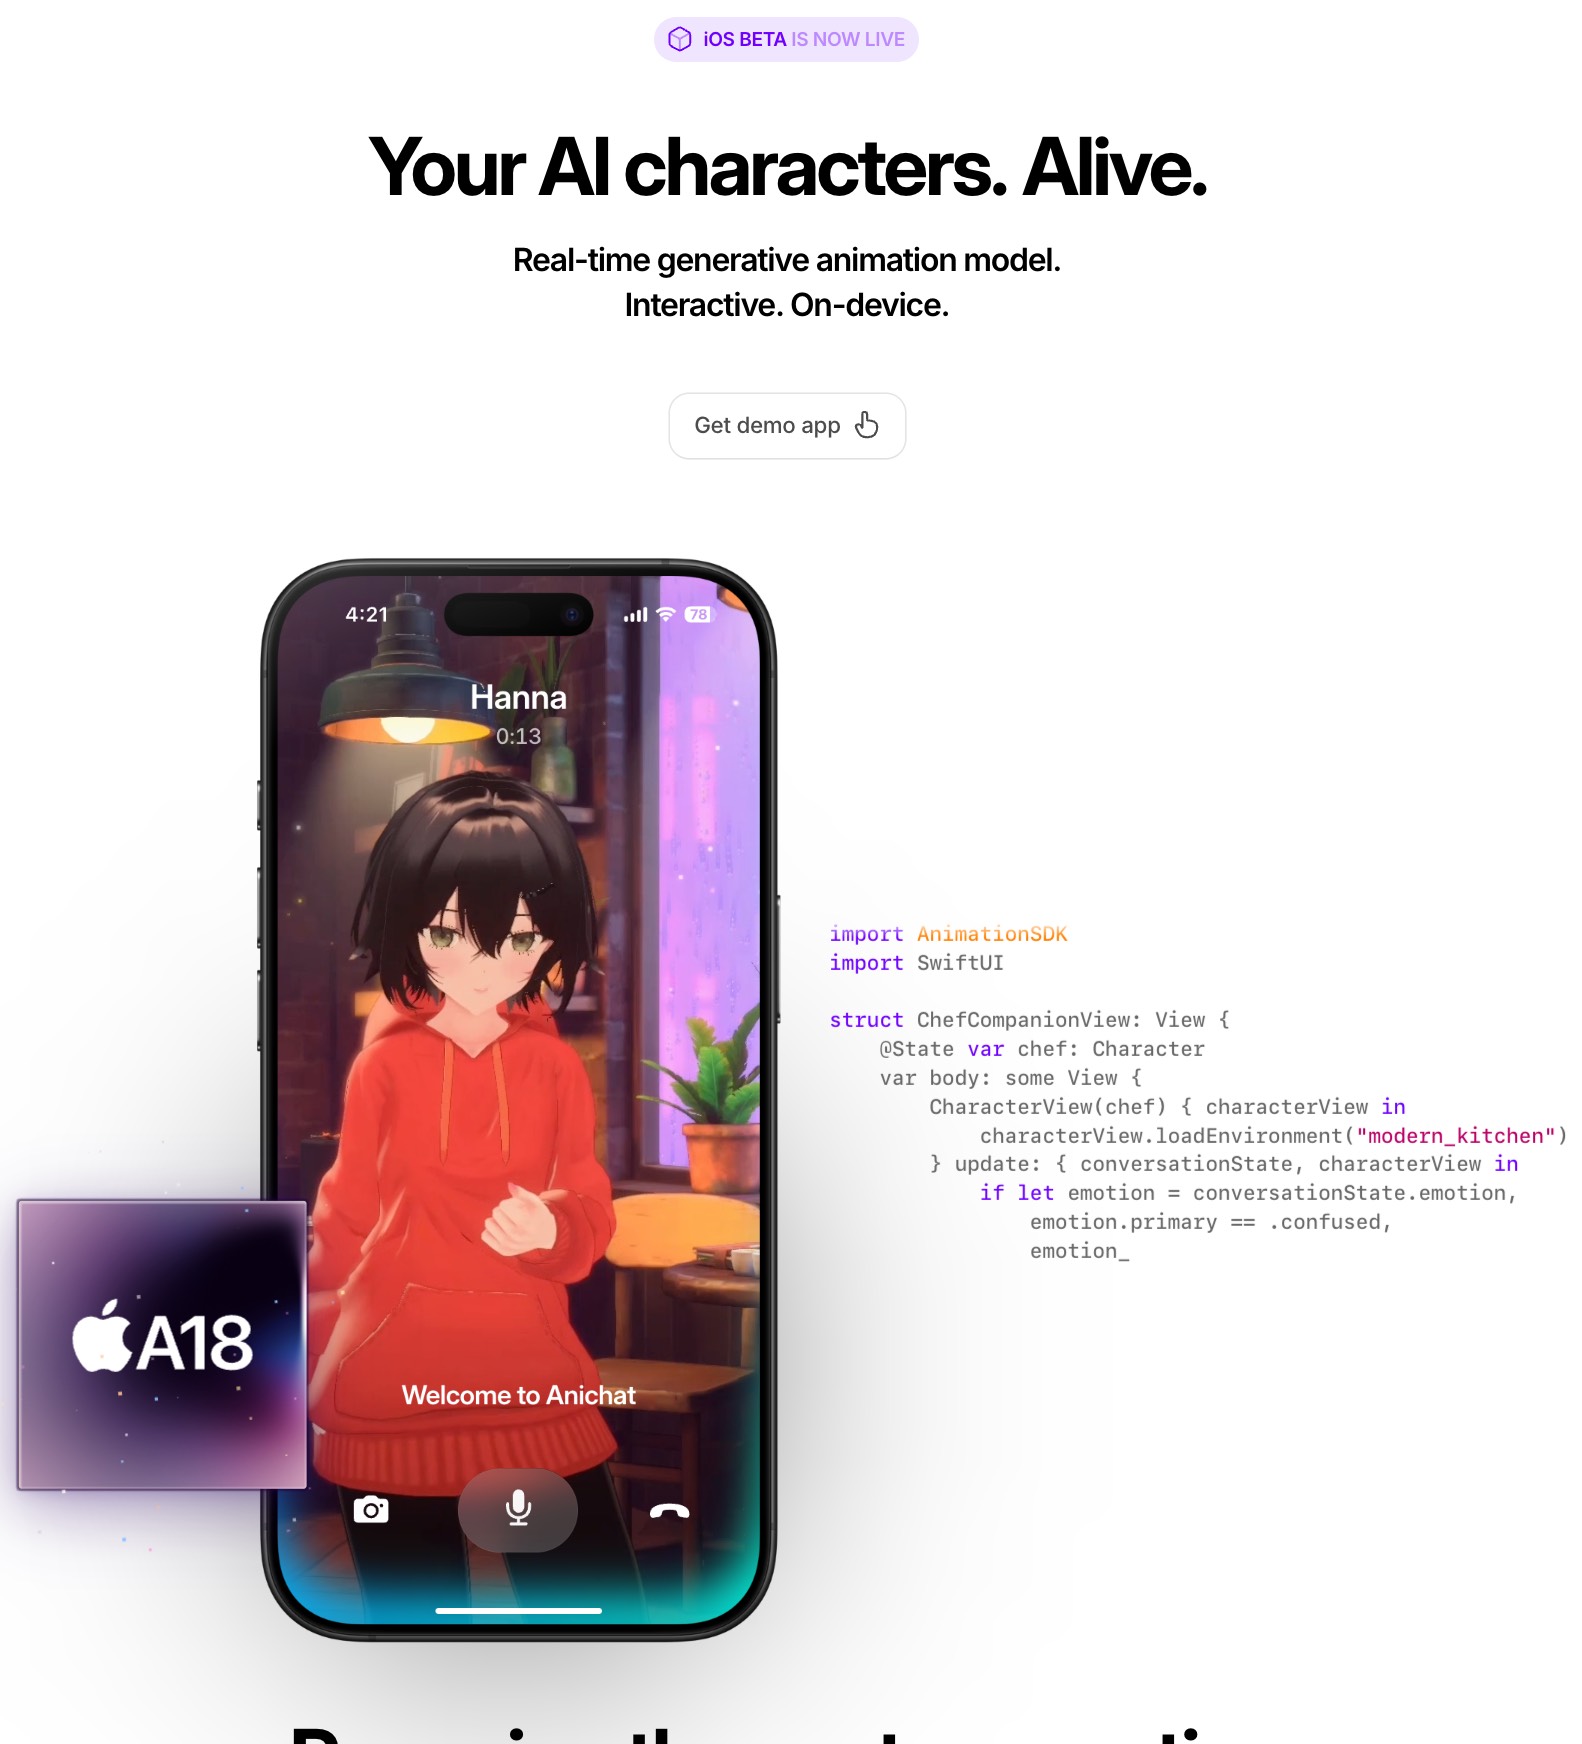 iOS BETA IS NOW LIVE
Your AI characters. Alive.
Real-time generative animation model.
Interactive. On-device.
Get demo app
4:21
78
Hanna
0:13
import AnimationSDK
import SwiftUI
struct ChefCompanionView: View {
@State var chef: Character
var body: some View {
CharacterView(chef) { characterView in
characterView.loadEnvironment("modern_kitchen")
} update: { conversationState, characterView in
if let emotion = conversationState.emotion,
emotion.primary == .confused,
emotion_
A18
Welcome to Anichat